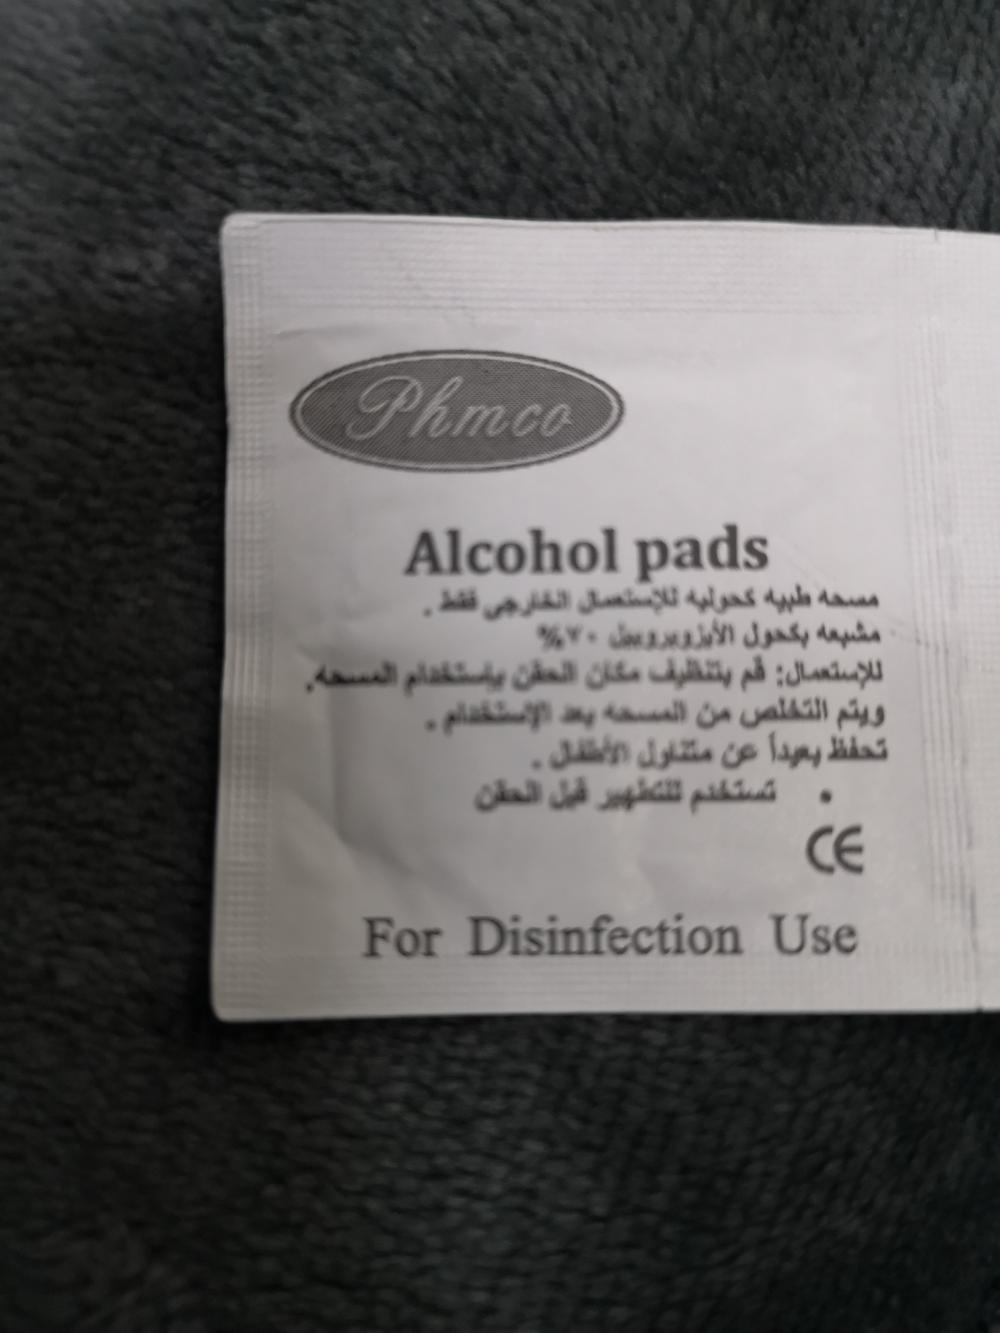 Phmco
Alcohol pads
مسحه طبيه كحوليه للإستعمال الخارجى فقط .
مشبعه بكحول الأيزوبروبيل ٧٠%
للإستعمال: قم بتنظيف مكان الحقن بإستخدام المسحه.
ويتم التخلص من المسحه بعد الإستخدام .
تحفظ بعيداً عن متناول الأطفال .
• تستخدم للتطهير قبل الحقن
CE
For Disinfection Use